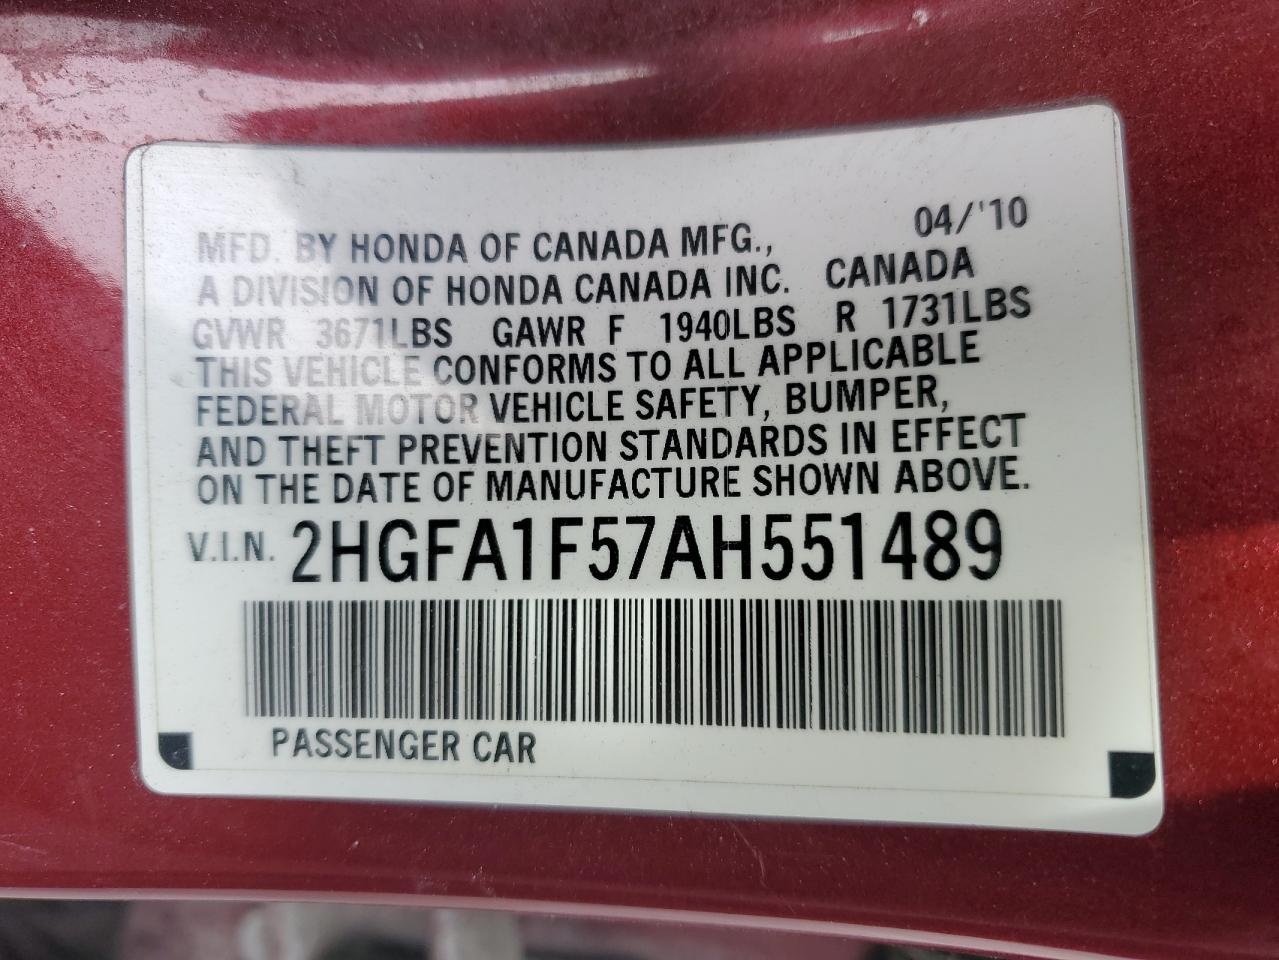 04/'10
MFD. BY HONDA OF CANADA MFG.,
A DIVISION OF HONDA CANADA INC. CANADA
GVWR 3671LBS GAWR F 1940LBS R 1731LBS
THIS VEHICLE CONFORMS TO ALL APPLICABLE
FEDERAL MOTOR VEHICLE SAFETY, BUMPER,
AND THEFT PREVENTION STANDARDS IN EFFECT
ON THE DATE OF MANUFACTURE SHOWN ABOVE.
V.I.N. 2HGFA1F57AH551489
PASSENGER CAR